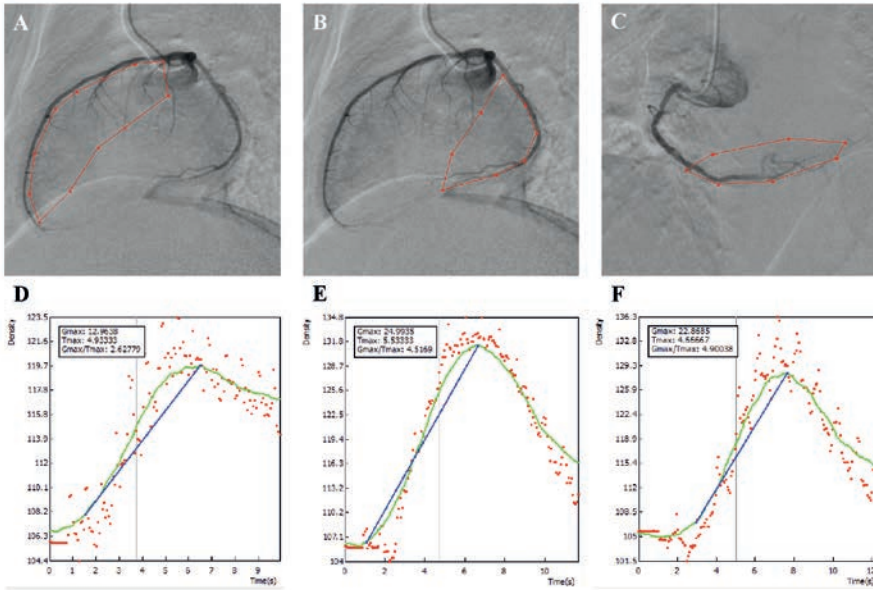 A
B
C
D
E
F
Density
123.5
121.6
119.7
117.8
115.8
113.9
112
110.1
108.2
106.3
104.4
Gmax: 12.9638
Tmax: 4.93333
Gmax/Tmax: 2.62779
0 1 2 3 4 5 6 7 8 9
Time(s)
Density
134.8
131.8
128.7
125.6
122.5
119.4
116.3
113.2
110.2
107.1
104
Gmax: 24.9935
Tmax: 5.53333
Gmax/Tmax: 4.5169
0 2 4 6 8 10
Time(s)
Density
136.3
132.8
129.3
125.9
122.4
118.9
115.4
112
108.5
105
101.5
Gmax: 22.8685
Tmax: 4.66667
Gmax/Tmax: 4.90038
0 2 4 6 8 10 12
Time(s)